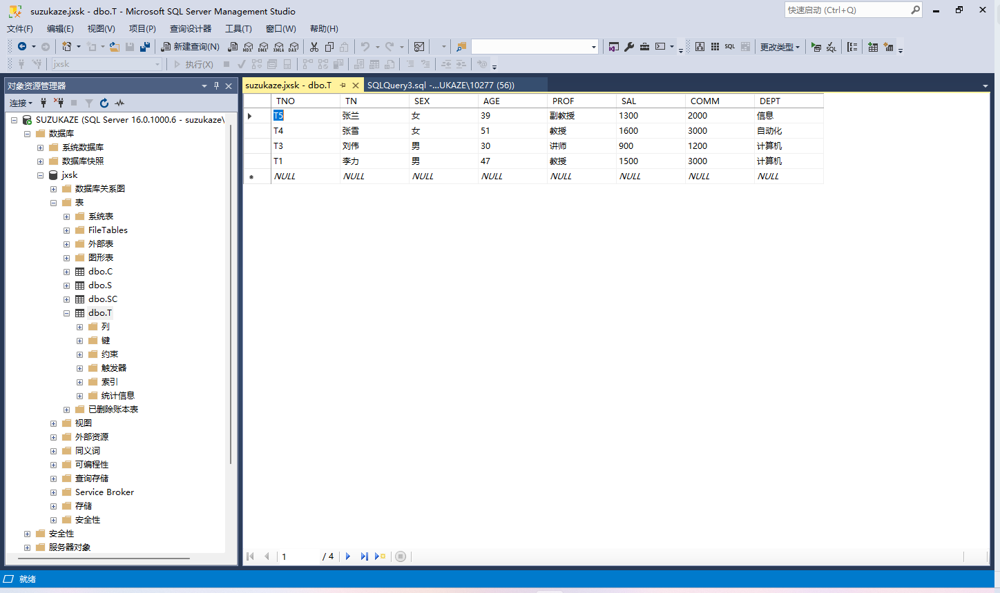 suzukaze.jxsk - dbo.T - Microsoft SQL Server Management Studio
快速启动 (Ctrl+Q)
文件(F) 编辑(E) 视图(V) 项目(P) 查询设计器 工具(T) 窗口(W) 帮助(H)
新建查询(N) MDX DMX XMLA DAX SQL 更改类型 SQL
jxsk 执行(X)
对象资源管理器
连接
SUZUKAZE (SQL Server 16.0.1000.6 - suzukaze\
数据库
系统数据库
数据库快照
jxsk
数据库关系图
表
系统表
FileTables
外部表
图形表
dbo.C
dbo.S
dbo.SC
dbo.T
列
键
约束
触发器
索引
统计信息
已删除账本表
视图
外部资源
同义词
可编程性
查询存储
Service Broker
存储
安全性
安全性
服务器对象
suzukaze.jxsk - dbo.T SQLQuery3.sql -...UKAZE\10277 (56))
TNO TN SEX AGE PROF SAL COMM DEPT
T5 张兰 女 39 副教授 1300 2000 信息
T4 张雪 女 51 教授 1600 3000 自动化
T3 刘伟 男 30 讲师 900 1200 计算机
T1 李力 男 47 教授 1500 3000 计算机
NULL NULL NULL NULL NULL NULL NULL NULL
1 / 4
就绪